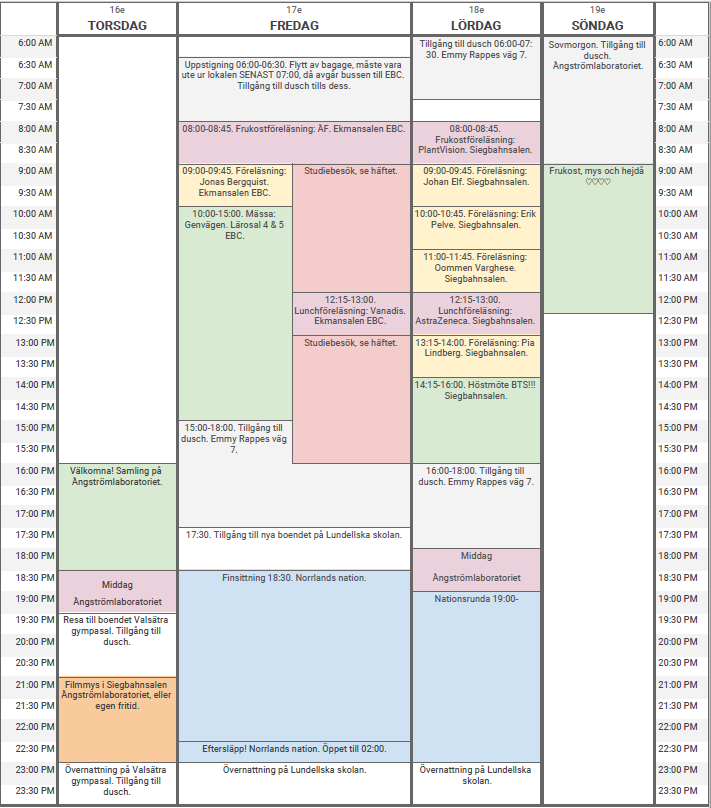 16e
TORSDAG
17e
FREDAG
18e
LÖRDAG
19e
SÖNDAG
6:00 AM
6:30 AM
7:00 AM
7:30 AM
8:00 AM
8:30 AM
9:00 AM
9:30 AM
10:00 AM
10:30 AM
11:00 AM
11:30 AM
12:00 PM
12:30 PM
13:00 PM
13:30 PM
14:00 PM
14:30 PM
15:00 PM
15:30 PM
16:00 PM
16:30 PM
17:00 PM
17:30 PM
18:00 PM
18:30 PM
19:00 PM
19:30 PM
20:00 PM
20:30 PM
21:00 PM
21:30 PM
22:00 PM
22:30 PM
23:00 PM
23:30 PM
Välkomna! Samling på
Ångströmlaboratoriet.
Middag
Ångströmlaboratoriet
Resa till boendet Valsätra
gympasal. Tillgång till
dusch.
Filmmys i Siegbahnsalen
Ångströmlaboratoriet, eller
egen fritid.
Övernattning på Valsätra
gympasal. Tillgång till
dusch.
Uppstigning 06:00-06:30. Flytt av bagage, måste vara
ute ur lokalen SENAST 07:00, då avgår bussen till EBC.
Tillgång till dusch tills dess.
08:00-08:45. Frukostföreläsning: ÅF. Ekmansalen EBC.
09:00-09:45. Föreläsning:
Jonas Bergquist.
Ekmansalen EBC.
10:00-15:00. Mässa:
Genvägen. Lärosal 4 & 5
EBC.
15:00-18:00. Tillgång till
dusch. Emmy Rappes väg
7.
Studiebesök, se häftet.
12:15-13:00.
Lunchföreläsning: Vanadis.
Ekmansalen EBC.
Studiebesök, se häftet.
17:30. Tillgång till nya boendet på Lundellska skolan.
Finsittning 18:30. Norrlands nation.
Eftersläpp! Norrlands nation. Öppet till 02:00.
Övernattning på Lundellska skolan.
Tillgång till dusch 06:00-07:
30. Emmy Rappes väg 7.
08:00-08:45.
Frukostföreläsning:
PlantVision. Siegbahnsalen.
09:00-09:45. Föreläsning:
Johan Elf. Siegbahnsalen.
10:00-10:45. Föreläsning: Erik
Pelve. Siegbahnsalen.
11:00-11:45. Föreläsning:
Oommen Varghese.
Siegbahnsalen.
12:15-13:00.
Lunchföreläsning:
AstraZeneca. Siegbahnsalen.
13:15-14:00. Föreläsning: Pia
Lindberg. Siegbahnsalen.
14:15-16:00. Höstmöte BTS!!!
Siegbahnsalen.
16:00-18:00. Tillgång till
dusch. Emmy Rappes väg 7.
Middag
Ångströmlaboratoriet
Nationsrunda 19:00-
Övernattning på Lundellska
skolan.
Sovmorgon. Tillgång till
dusch.
Ångströmlaboratoriet.
Frukost, mys och hejdå
♡♡♡♡
6:00 AM
6:30 AM
7:00 AM
7:30 AM
8:00 AM
8:30 AM
9:00 AM
9:30 AM
10:00 AM
10:30 AM
11:00 AM
11:30 AM
12:00 PM
12:30 PM
13:00 PM
13:30 PM
14:00 PM
14:30 PM
15:00 PM
15:30 PM
16:00 PM
16:30 PM
17:00 PM
17:30 PM
18:00 PM
18:30 PM
19:00 PM
19:30 PM
20:00 PM
20:30 PM
21:00 PM
21:30 PM
22:00 PM
22:30 PM
23:00 PM
23:30 PM